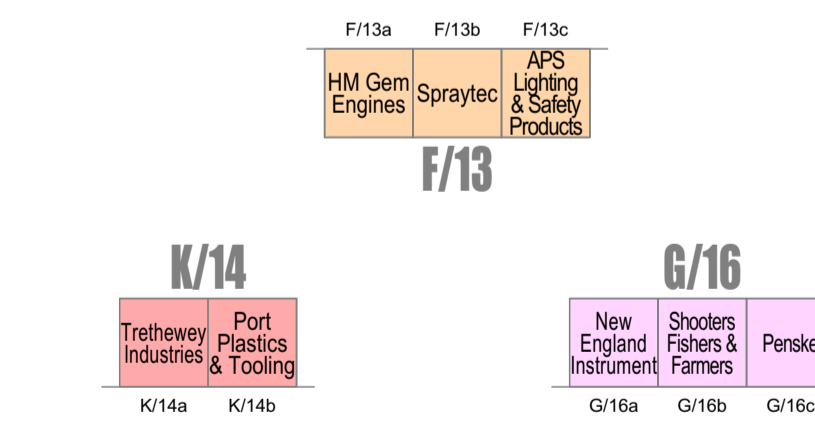 F/13a F/13b F/13c
HM Gem
Engines
Spraytec
APS
Lighting
& Safety
Products
F/13
K/14
G/16
Trethewey
Industries
Port
Plastics
& Tooling
New
England
Instrument
Shooters
Fishers &
Farmers
Penske
K/14a K/14b
G/16a G/16b G/16c